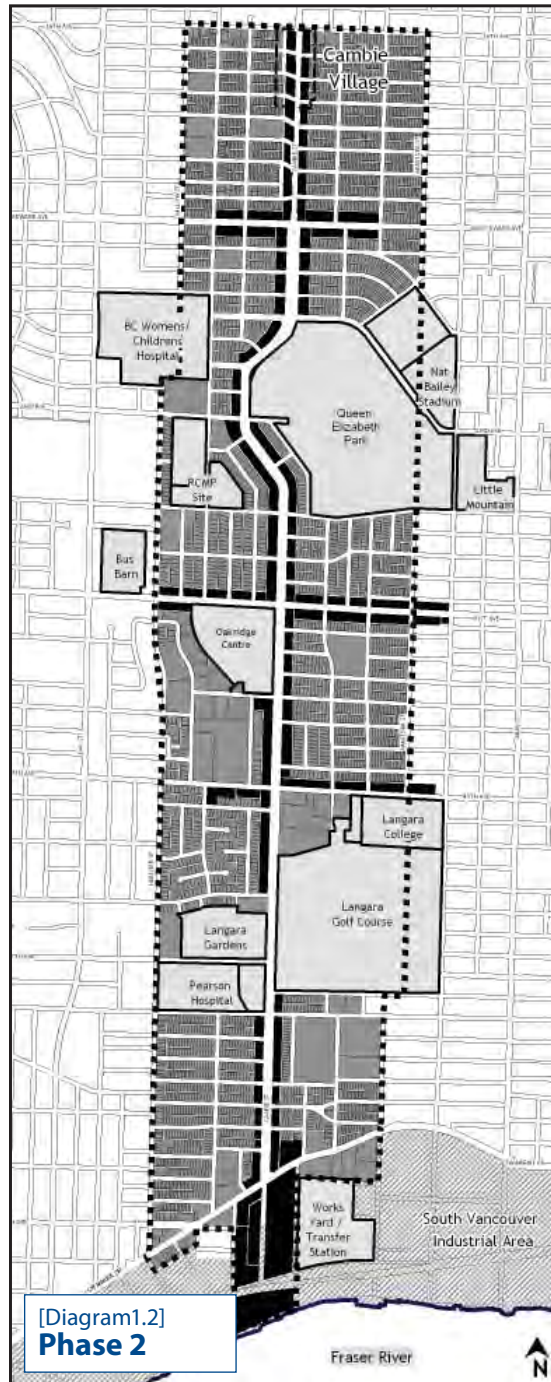 Cambie
Village
BC Womens/
Childrens
Hospital
Nat
Bailey
Stadium
Queen
Elizabeth
Park
RCMP
Site
Little
Mountain
Bus
Barn
Oakridge
Centre
Langara
College
Langara
Golf Course
Langara
Gardens
Pearson
Hospital
Works
Yard /
Transfer
Station
South Vancouver
Industrial Area
[Diagram1.2]
Phase 2
Fraser River
N